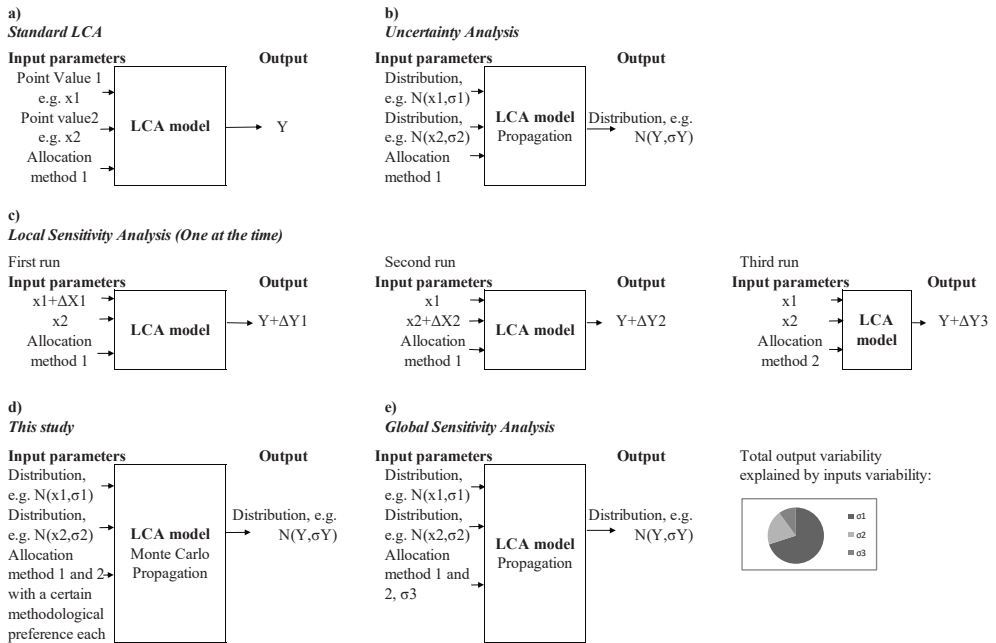 a)
Standard LCA
Input parameters
Output
Point Value 1
e.g. x1
Point value2
e.g. x2
Allocation
method 1
LCA model
Y
b)
Uncertainty Analysis
Input parameters
Output
Distribution,
e.g. N(x1,σ1)
Distribution,
e.g. N(x2,σ2)
Allocation
method 1
LCA model
Propagation
Distribution, e.g.
N(Y,σY)
c)
Local Sensitivity Analysis (One at the time)
First run
Input parameters
Output
x1+ΔX1
x2
Allocation
method 1
LCA model
Y+ΔY1
Second run
Input parameters
Output
x1
x2+ΔX2
Allocation
method 1
LCA model
Y+ΔY2
Third run
Input parameters
Output
x1
x2
Allocation
method 2
LCA
model
Y+ΔY3
d)
This study
Input parameters
Output
Distribution,
e.g. N(x1,σ1)
Distribution,
e.g. N(x2,σ2)
Allocation
method 1 and 2
with a certain
methodological
preference each
LCA model
Monte Carlo
Propagation
Distribution, e.g.
N(Y,σY)
e)
Global Sensitivity Analysis
Input parameters
Output
Distribution,
e.g. N(x1,σ1)
Distribution,
e.g. N(x2,σ2)
Allocation
method 1 and
2, σ3
LCA model
Propagation
Distribution, e.g.
N(Y,σY)
Total output variability
explained by inputs variability:
σ1
σ2
σ3